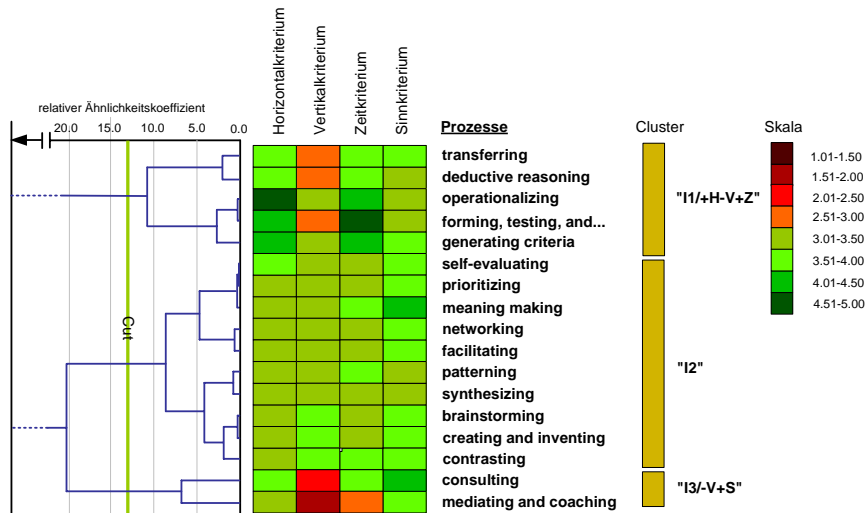 Horizontalkriterium
Vertikalkriterium
Zeitkriterium
Sinnkriterium
relativer Ähnlichkeitskoeffizient
20.0 15.0 10.0 5.0 0.0
Prozesse
Cluster
Skala
transferring
deductive reasoning
operationalizing
forming, testing, and...
generating criteria
self-evaluating
prioritizing
meaning making
networking
facilitating
patterning
synthesizing
brainstorming
creating and inventing
contrasting
consulting
mediating and coaching
Cut
"I1/+H-V+Z"
"I2"
"I3/-V+S"
1.01-1.50
1.51-2.00
2.01-2.50
2.51-3.00
3.01-3.50
3.51-4.00
4.01-4.50
4.51-5.00